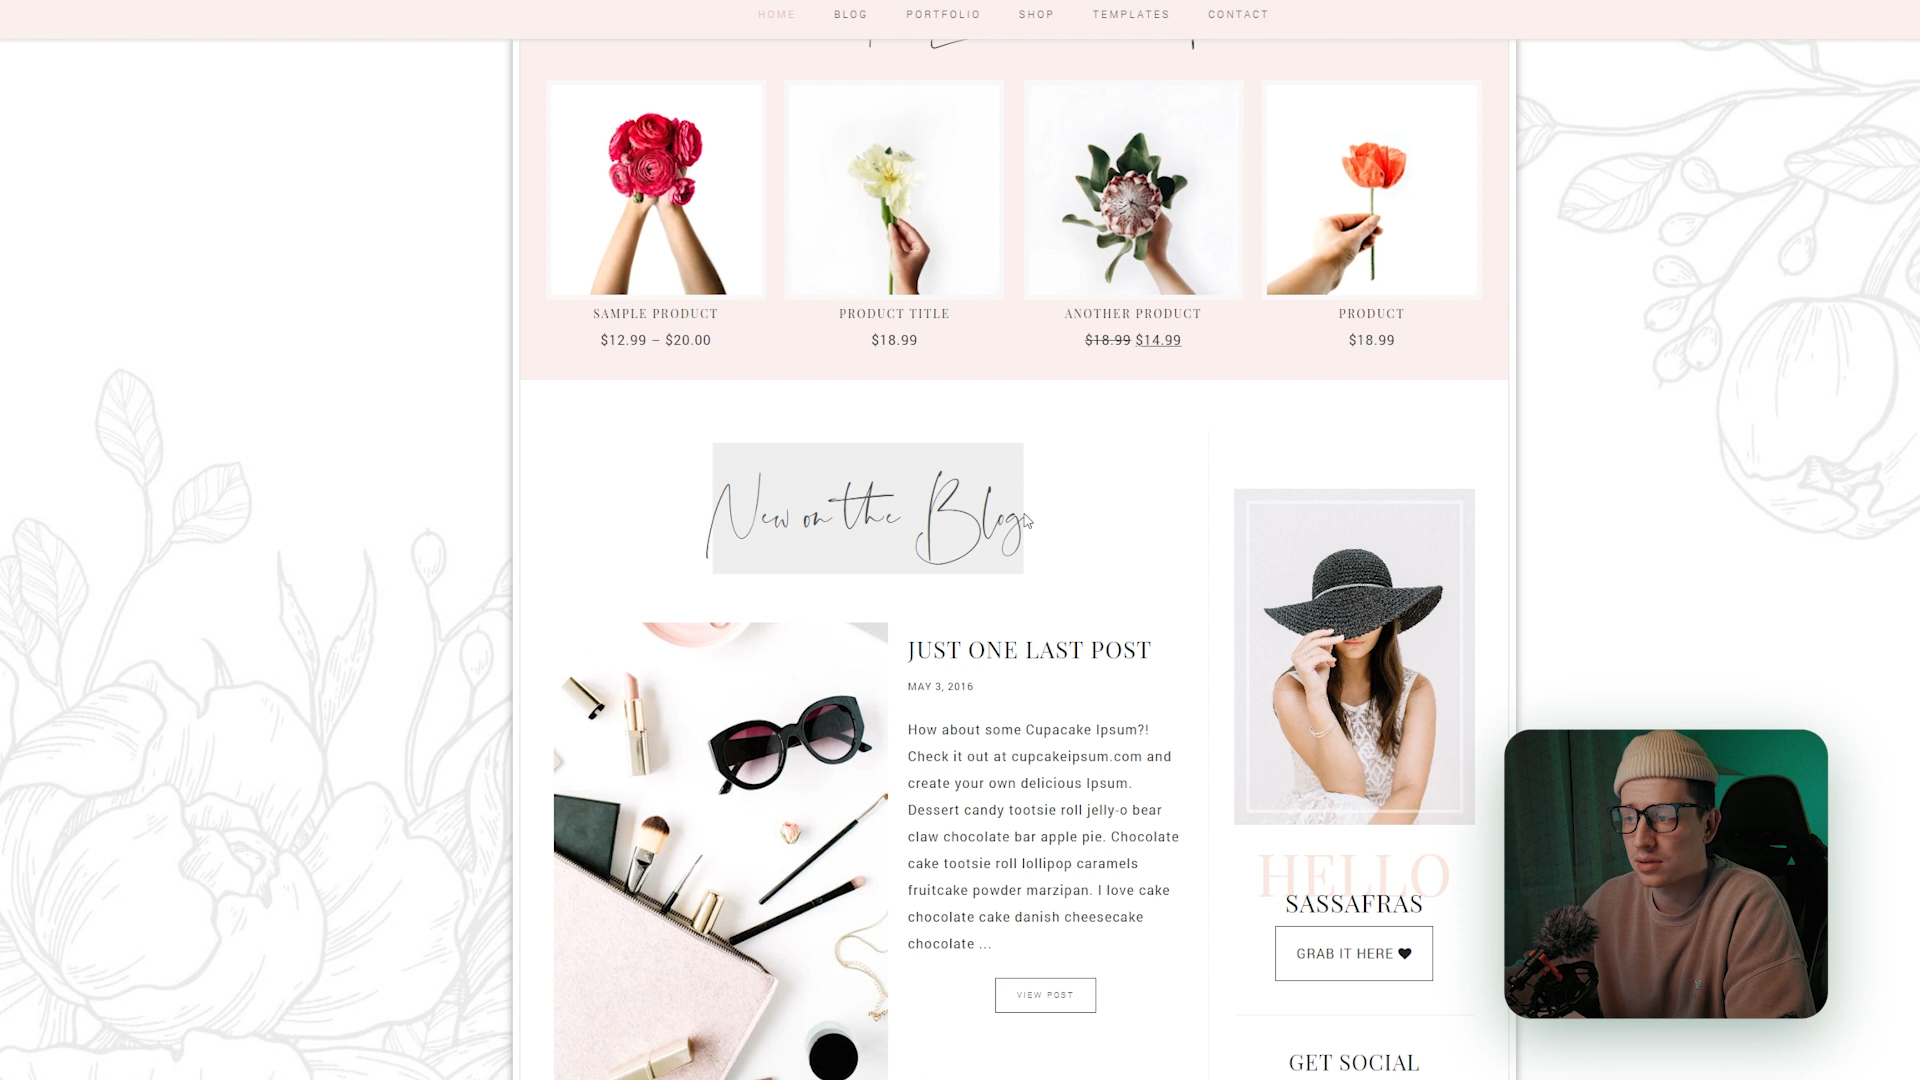 HOME BLOG PORTFOLIO SHOP TEMPLATES CONTACT
SAMPLE PRODUCT
$12.99 – $20.00
PRODUCT TITLE
$18.99
ANOTHER PRODUCT
$18.99 $14.99
PRODUCT
$18.99
New on the Blog
JUST ONE LAST POST
MAY 3, 2016
How about some Cupacake Ipsum?!
Check it out at cupcakeipsum.com and
create your own delicious Ipsum.
Dessert candy tootsie roll jelly-o bear
claw chocolate bar apple pie. Chocolate
cake tootsie roll lollipop caramels
fruitcake powder marzipan. I love cake
chocolate cake danish cheesecake
chocolate ...
VIEW POST
HELLO
SASSAFRAS
GRAB IT HERE
GET SOCIAL